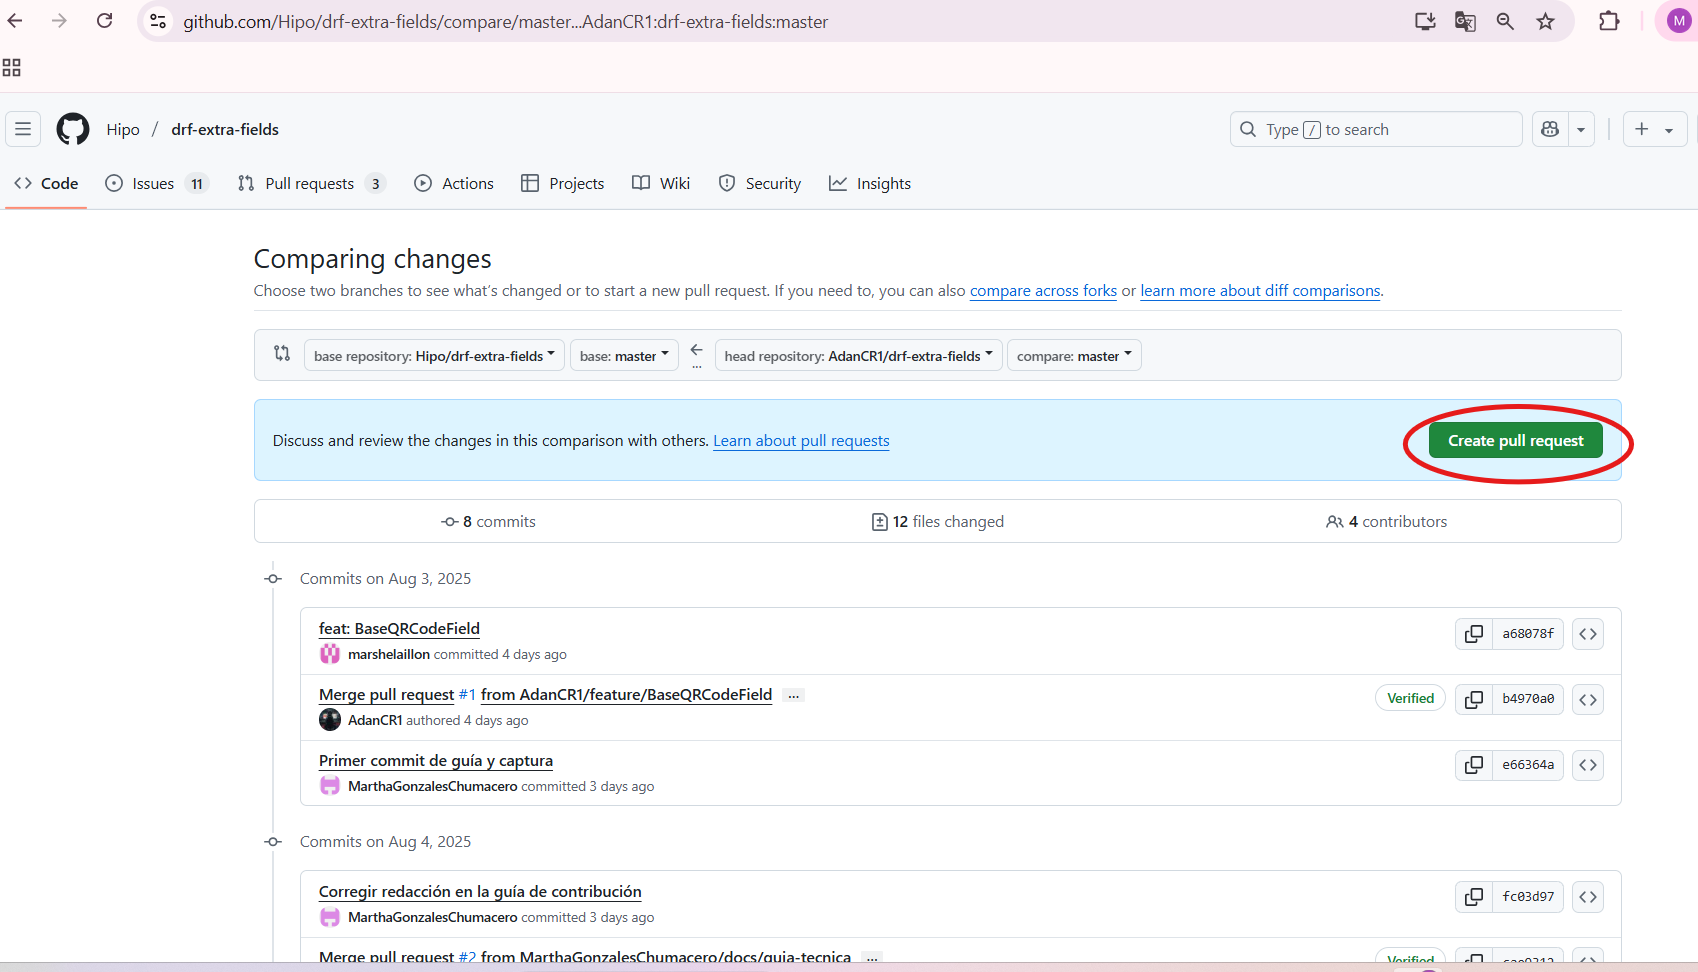 github.com/Hipo/drf-extra-fields/compare/master...AdanCR1:drf-extra-fields:master
M
Hipo / drf-extra-fields
Type / to search
Code
Issues 11
Pull requests 3
Actions
Projects
Wiki
Security
Insights
Comparing changes
Choose two branches to see what's changed or to start a new pull request. If you need to, you can also compare across forks or learn more about diff comparisons.
base repository: Hipo/drf-extra-fields
base: master
...
head repository: AdanCR1/drf-extra-fields
compare: master
Discuss and review the changes in this comparison with others. Learn about pull requests
Create pull request
8 commits
12 files changed
4 contributors
Commits on Aug 3, 2025
feat: BaseQRCodeField
a68078f
marshelaillon committed 4 days ago
Merge pull request #1 from AdanCR1/feature/BaseQRCodeField ...
Verified
b4970a0
AdanCR1 authored 4 days ago
Primer commit de guía y captura
e66364a
MarthaGonzalesChumacero committed 3 days ago
Commits on Aug 4, 2025
Corregir redacción en la guía de contribución
fc03d97
MarthaGonzalesChumacero committed 3 days ago
Merge pull request #2 from MarthaGonzalesChumacero/docs/guia-tecnica ...
Verified